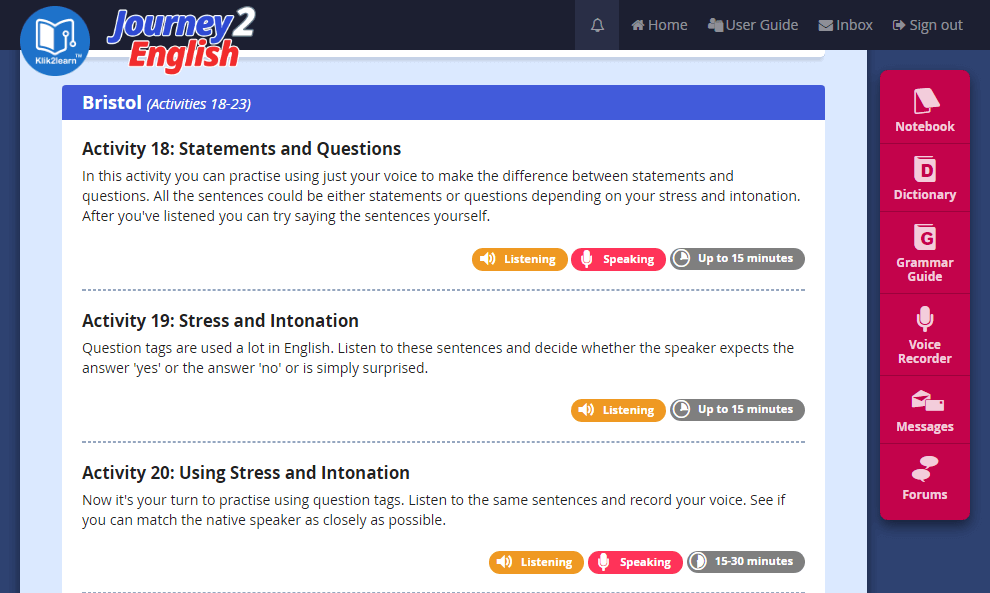 Klik2learn™
Journey 2
English
Home
User Guide
Inbox
Sign out
Bristol (Activities 18-23)
Activity 18: Statements and Questions
In this activity you can practise using just your voice to make the difference between statements and
questions. All the sentences could be either statements or questions depending on your stress and intonation.
After you've listened you can try saying the sentences yourself.
Listening
Speaking
Up to 15 minutes
Activity 19: Stress and Intonation
Question tags are used a lot in English. Listen to these sentences and decide whether the speaker expects the
answer 'yes' or the answer 'no' or is simply surprised.
Listening
Up to 15 minutes
Activity 20: Using Stress and Intonation
Now it's your turn to practise using question tags. Listen to the same sentences and record your voice. See if
you can match the native speaker as closely as possible.
Listening
Speaking
15-30 minutes
Notebook
D
Dictionary
G
Grammar
Guide
Voice
Recorder
Messages
Forums